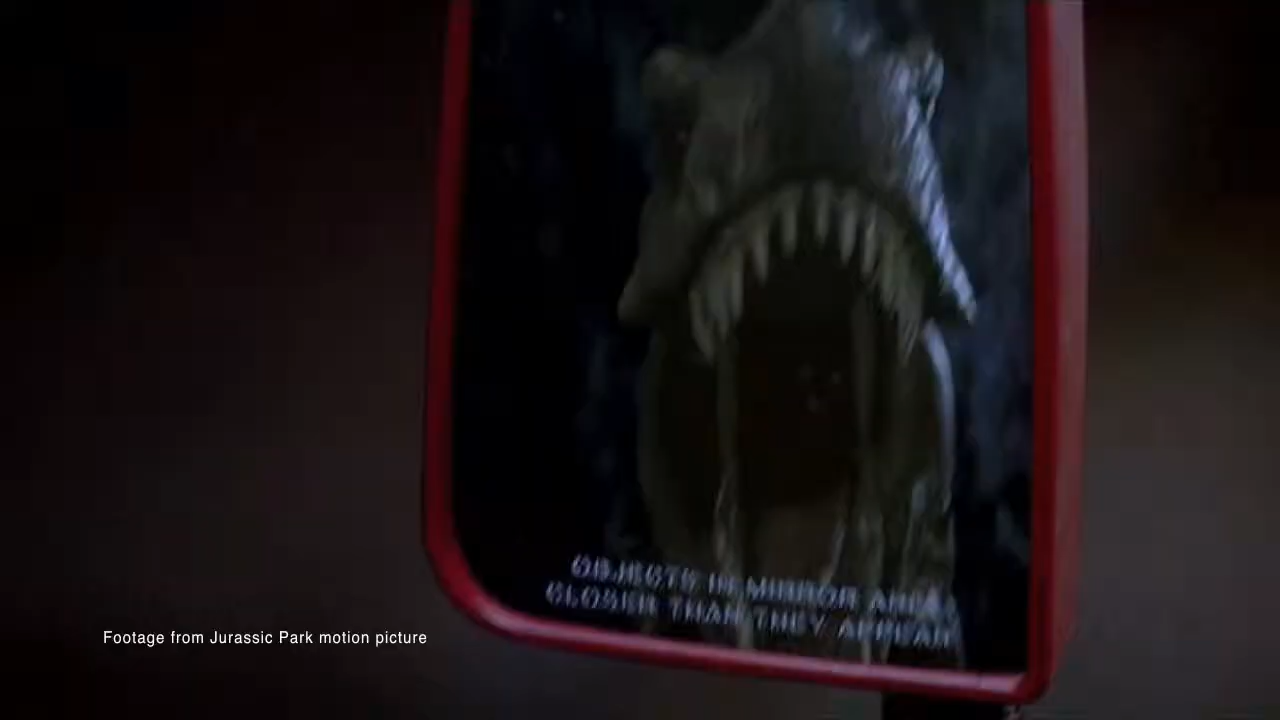 OBJECTS IN MIRROR ARE
CLOSER THAN THEY APPEAR
Footage from Jurassic Park motion picture